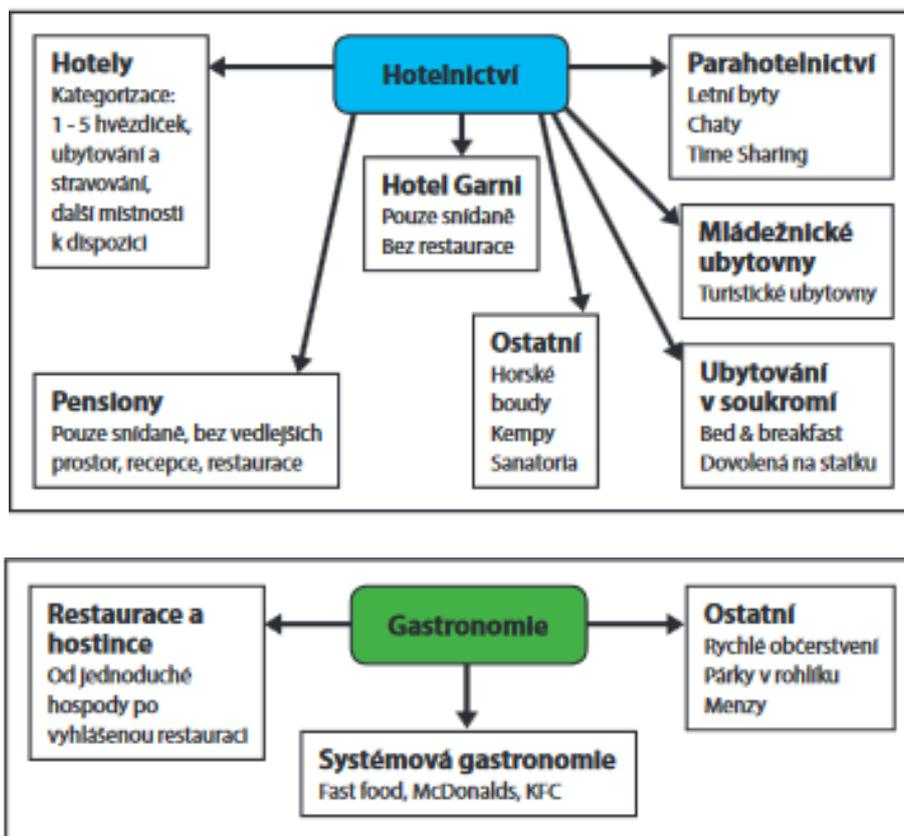 Hotelnictví
Hotely
Kategorizace:
1 - 5 hvězdiček,
ubytování a
stravování,
další místnosti
k dispozici
Parahotelnictví
Letní byty
Chaty
Time Sharing
Hotel Garni
Pouze snídaně
Bez restaurace
Mládežnické
ubytovny
Turistické ubytovny
Ostatní
Horské
boudy
Kempy
Sanatoria
Ubytování
v soukromí
Bed & breakfast
Dovolená na statku
Pensiony
Pouze snídaně, bez vedlejších
prostor, recepce, restaurace
Gastronomie
Restaurace a
hostince
Od jednoduché
hospody po
vyhlášenou restauraci
Ostatní
Rychlé občerstvení
Párky v rohlíku
Menzy
Systémová gastronomie
Fast food, McDonalds, KFC